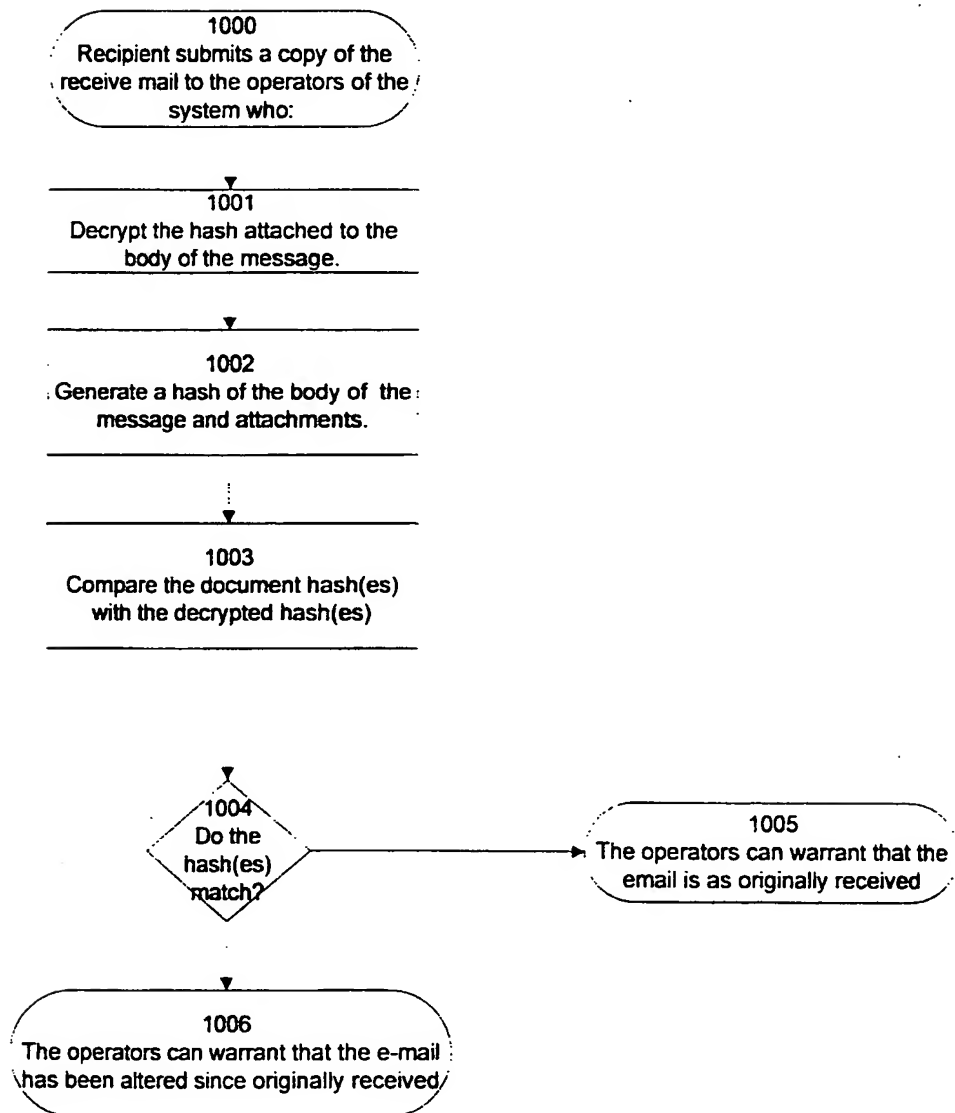 1000
Recipient submits a copy of the
receive mail to the operators of the
system who:
1001
Decrypt the hash attached to the
body of the message.
1002
Generate a hash of the body of the
message and attachments.
1003
Compare the document hash(es)
with the decrypted hash(es)
1004
Do the
hash(es)
match?
1005
The operators can warrant that the
email is as originally received
1006
The operators can warrant that the e-mail
has been altered since originally received